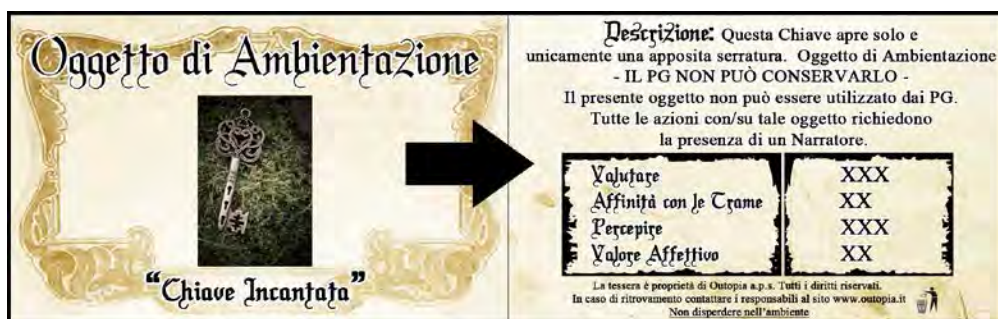 Oggetto di Ambientazione
"Chiave Incantata"
Descrizione: Questa Chiave apre solo e
unicamente una apposita serratura. Oggetto di Ambientazione
- IL PG NON PUÒ CONSERVARLO -
Il presente oggetto non può essere utilizzato dai PG.
Tutte le azioni con/su tale oggetto richiedono
la presenza di un Narratore.
Valutare XXX
Affinità con le Trame XX
Percepire XXX
Valore Affettivo XX
La tessera è proprietà di Outopia a.p.s. Tutti i diritti riservati.
In caso di ritrovamento contattare i responsabili al sito www.outopia.it
Non disperdere nell'ambiente